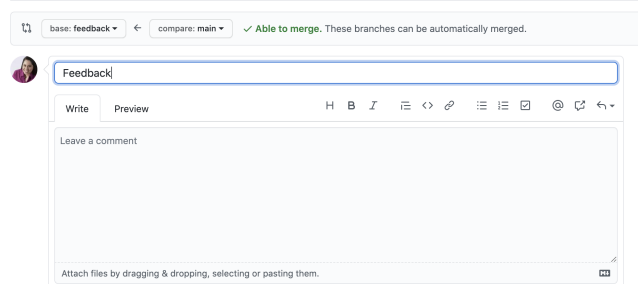 base: feedback compare: main Able to merge. These branches can be automatically merged.
Feedback
Write Preview H B I @
Leave a comment
Attach files by dragging & dropping, selecting or pasting them.